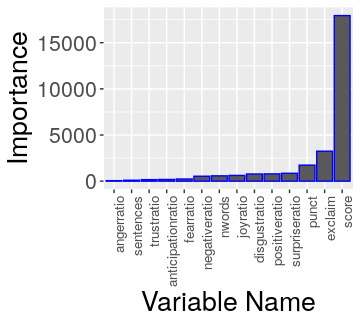 Importance
15000
10000
5000
0
angerratio
sentences
trustratio
anticipationratio
fearratio
negativeratio
nwords
joyratio
disgustratio
positiveratio
surpriseratio
punct
exclaim
score
Variable Name